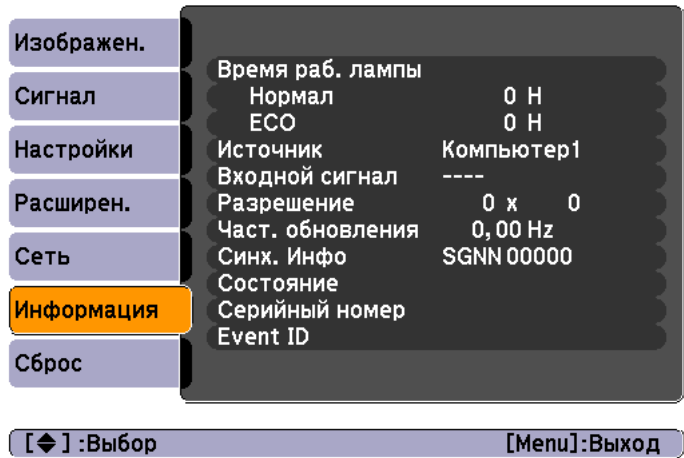 Изображен.
Сигнал
Настройки
Расширен.
Сеть
Информация
Сброс
Время раб. лампы
Нормал 0 H
ECO 0 H
Источник Компьютер1
Входной сигнал ----
Разрешение 0 x 0
Част. обновления 0,00 Hz
Синх. Инфо SGNN 00000
Состояние
Серийный номер
Event ID
[◆] :Выбор [Menu]:Выход